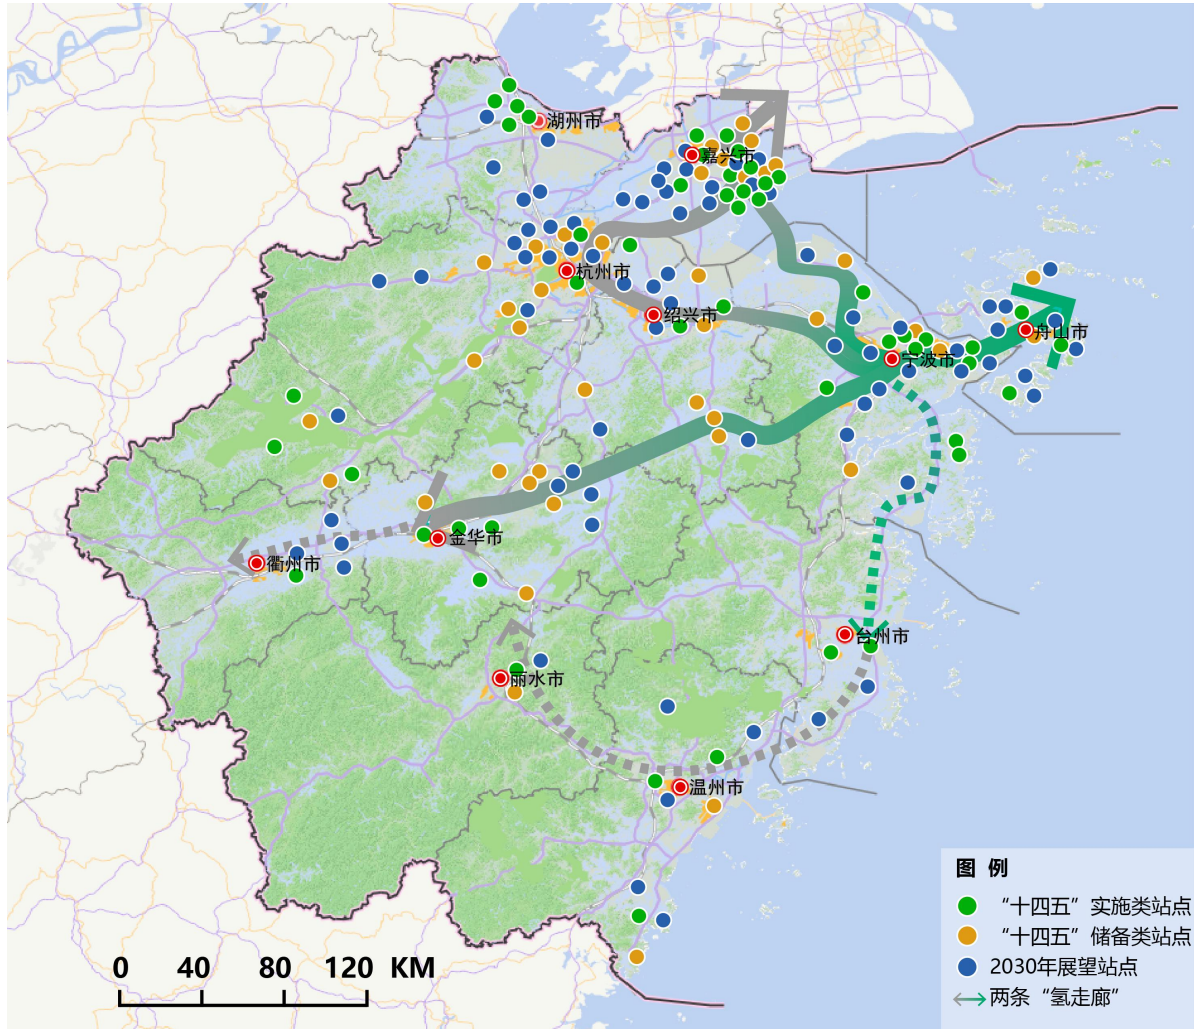 湖州市
嘉兴市
杭州市
绍兴市
舟山市
宁波市
金华市
衢州市
台州市
丽水市
温州市
图 例
“十四五”实施类站点
“十四五”储备类站点
2030年展望站点
两条“氢走廊”
0 40 80 120 KM